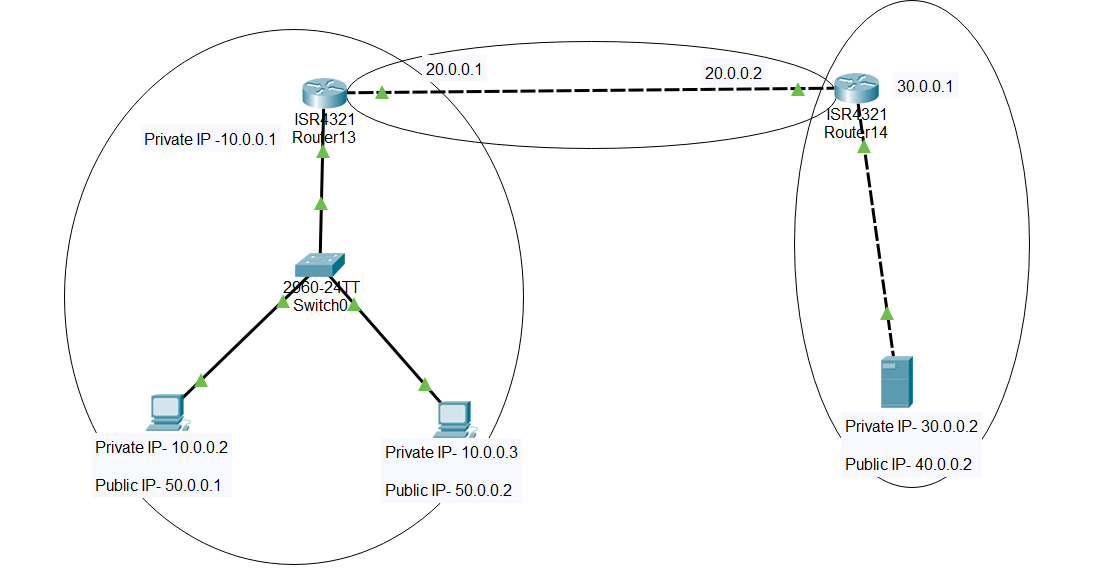 20.0.0.1
20.0.0.2
30.0.0.1
ISR4321
Router13
ISR4321
Router14
Private IP -10.0.0.1
2960-24TT
Switch0
Private IP- 10.0.0.2
Public IP- 50.0.0.1
Private IP- 10.0.0.3
Public IP- 50.0.0.2
Private IP- 30.0.0.2
Public IP- 40.0.0.2